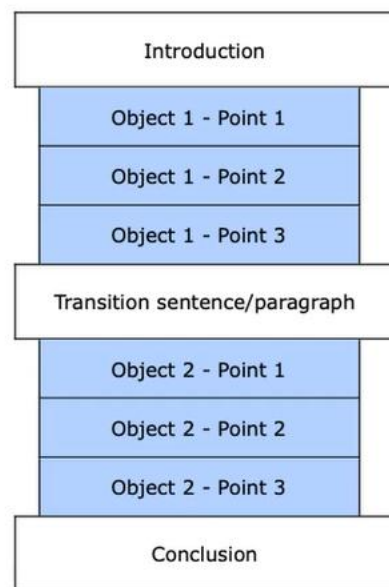 Introduction
Object 1 - Point 1
Object 1 - Point 2
Object 1 - Point 3
Transition sentence/paragraph
Object 2 - Point 1
Object 2 - Point 2
Object 2 - Point 3
Conclusion